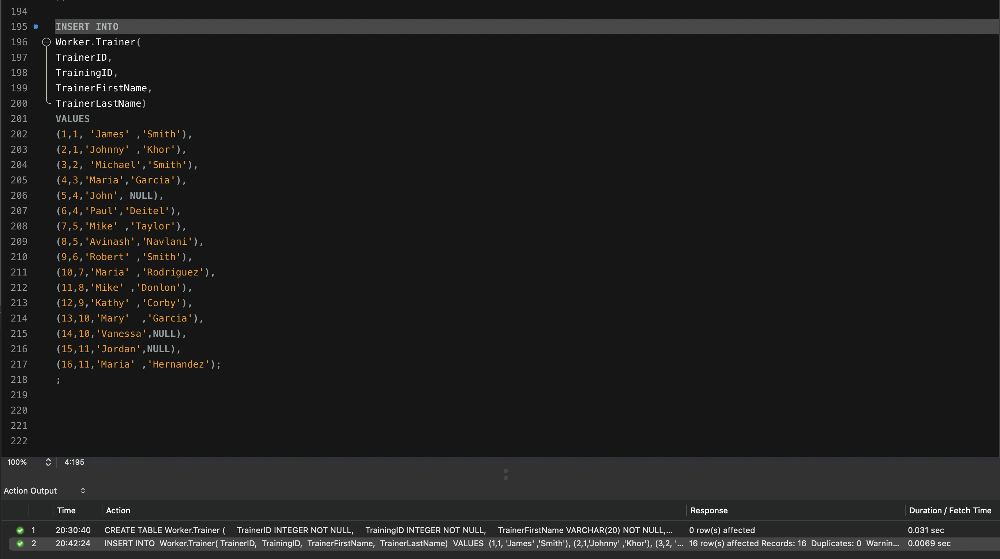 194
195 INSERT INTO
196 Worker.Trainer(
197 TrainerID,
198 TrainingID,
199 TrainerFirstName,
200 TrainerLastName)
201 VALUES
202 (1,1, 'James' ,'Smith'),
203 (2,1,'Johnny' ,'Khor'),
204 (3,2, 'Michael','Smith'),
205 (4,3,'Maria','Garcia'),
206 (5,4,'John', NULL),
207 (6,4,'Paul','Deitel'),
208 (7,5,'Mike' ,'Taylor'),
209 (8,5,'Avinash','Navlani'),
210 (9,6,'Robert' ,'Smith'),
211 (10,7,'Maria' ,'Rodriguez'),
212 (11,8,'Mike' ,'Donlon'),
213 (12,9,'Kathy' ,'Corby'),
214 (13,10,'Mary'  ,'Garcia'),
215 (14,10,'Vanessa',NULL),
216 (15,11,'Jordan',NULL),
217 (16,11,'Maria' ,'Hernandez');
218 ;
219
220
221
222
100% 4:195
Action Output
Time Action Response Duration / Fetch Time
1 20:30:40 CREATE TABLE Worker.Trainer ( TrainerID INTEGER NOT NULL, TrainingID INTEGER NOT NULL, TrainerFirstName VARCHAR(20) NOT NULL,... 0 row(s) affected 0.031 sec
2 20:42:24 INSERT INTO Worker.Trainer( TrainerID, TrainingID, TrainerFirstName, TrainerLastName) VALUES (1,1, 'James' ,'Smith'), (2,1,'Johnny' ,'Khor'), (3,2, '... 16 row(s) affected Records: 16 Duplicates: 0 Warnin... 0.0069 sec